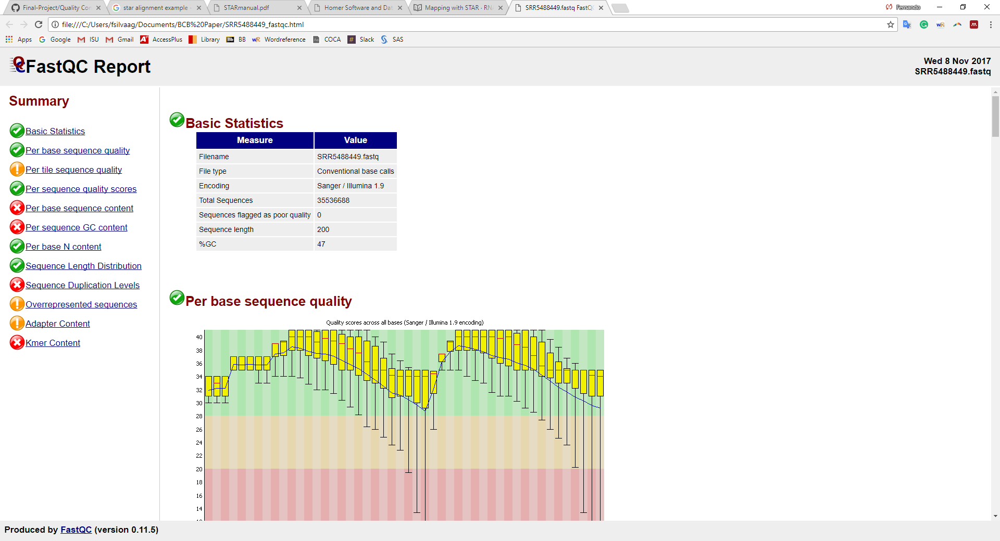 Final-Project/Quality Con
star alignment example -
STARmanual.pdf
Homer Software and Dat
Mapping with STAR · RN
SRR5488449.fastq FastQC
Fernando
file:///C:/Users/fsilvaag/Documents/BCB%20Paper/SRR5488449_fastqc.html
Apps
Google
ISU
Gmail
AccessPlus
Library
Bb BB
wR Wordreference
COCA
# Slack
SAS
FastQC Report
Wed 8 Nov 2017
SRR5488449.fastq
Summary
Basic Statistics
Per base sequence quality
Per tile sequence quality
Per sequence quality scores
Per base sequence content
Per sequence GC content
Per base N content
Sequence Length Distribution
Sequence Duplication Levels
Overrepresented sequences
Adapter Content
Kmer Content
Basic Statistics
Measure Value
Filename SRR5488449.fastq
File type Conventional base calls
Encoding Sanger / Illumina 1.9
Total Sequences 35536688
Sequences flagged as poor quality 0
Sequence length 200
%GC 47
Per base sequence quality
Quality scores across all bases (Sanger / Illumina 1.9 encoding)
40
38
36
34
32
30
28
26
24
22
20
18
16
14
Produced by FastQC (version 0.11.5)